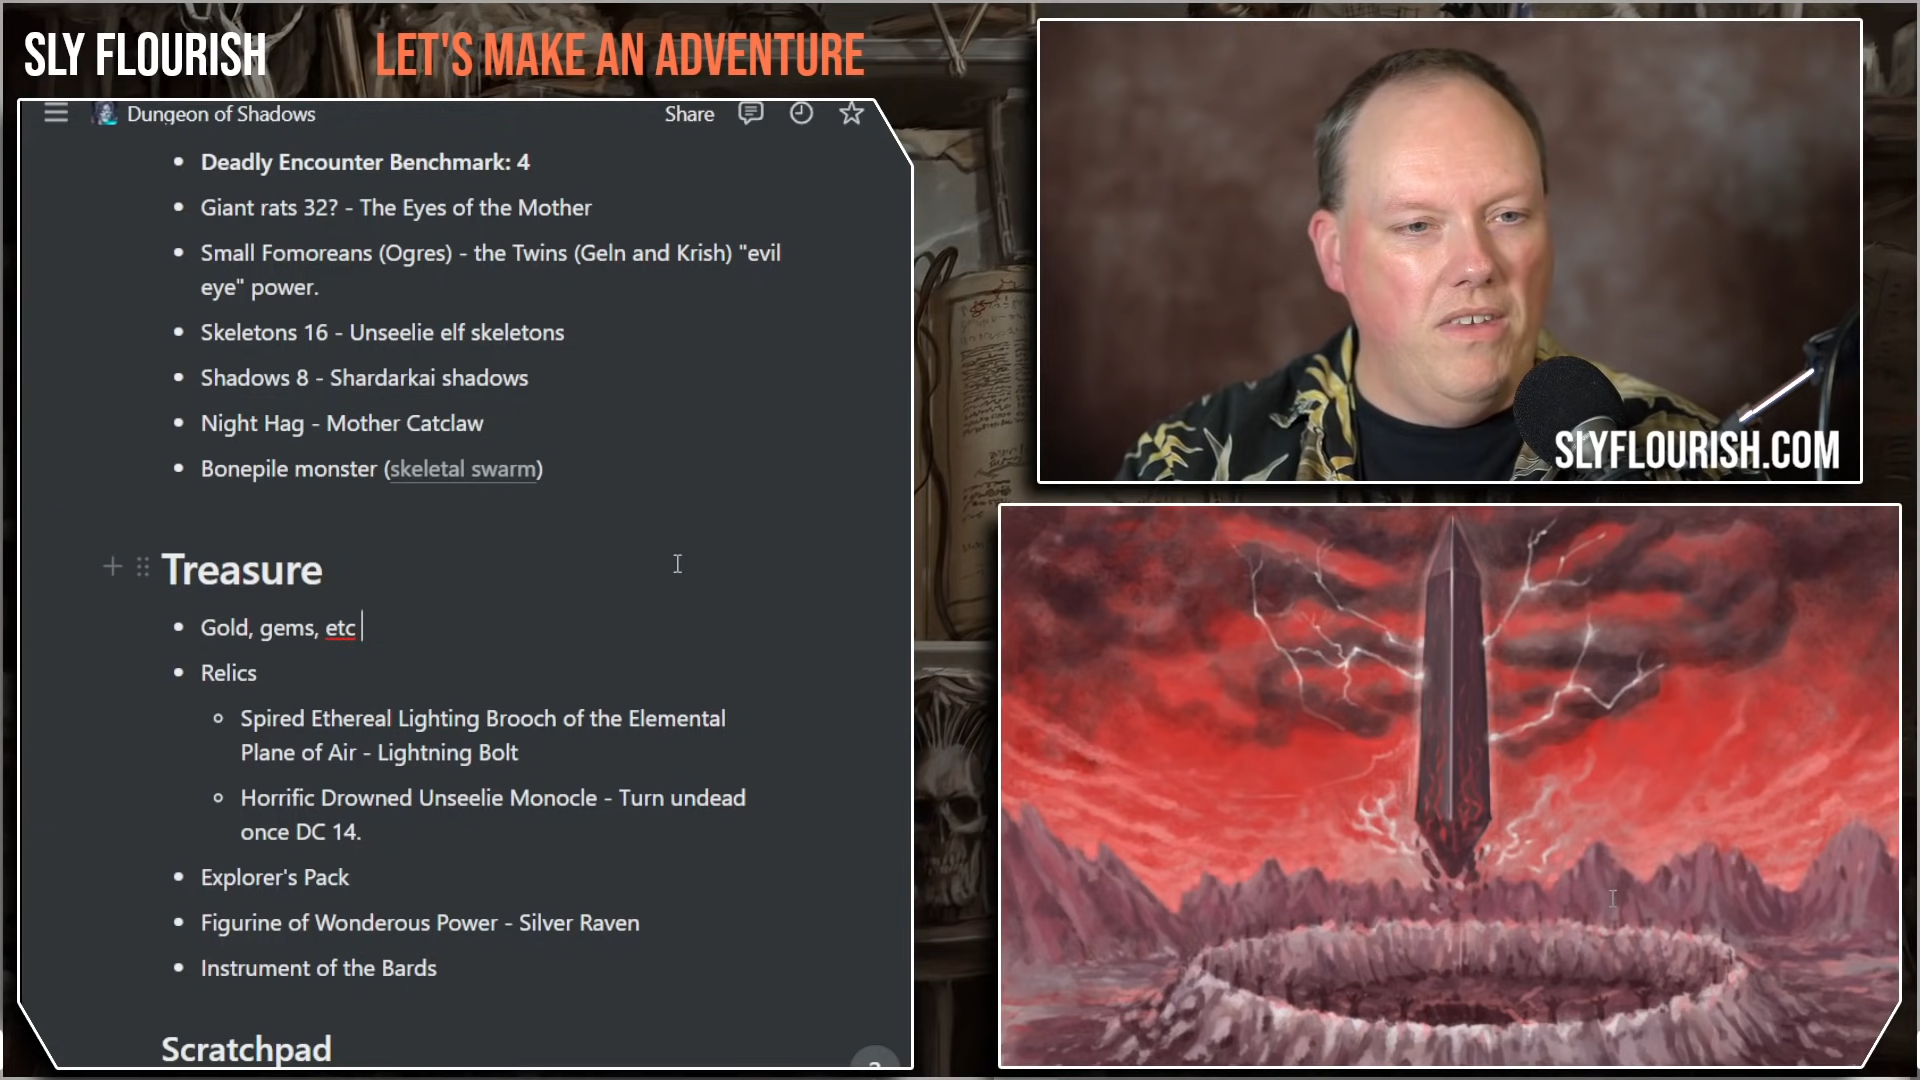 SLY FLOURISH
LET'S MAKE AN ADVENTURE
Dungeon of Shadows
Share
Deadly Encounter Benchmark: 4
Giant rats 32? - The Eyes of the Mother
Small Fomoreans (Ogres) - the Twins (Geln and Krish) "evil
eye" power.
Skeletons 16 - Unseelie elf skeletons
Shadows 8 - Shardarkai shadows
Night Hag - Mother Catclaw
Bonepile monster (skeletal swarm)
Treasure
Gold, gems, etc
Relics
Spired Ethereal Lighting Brooch of the Elemental
Plane of Air - Lightning Bolt
Horrific Drowned Unseelie Monocle - Turn undead
once DC 14.
Explorer's Pack
Figurine of Wonderous Power - Silver Raven
Instrument of the Bards
Scratchpad
SLYFLOURISH.COM